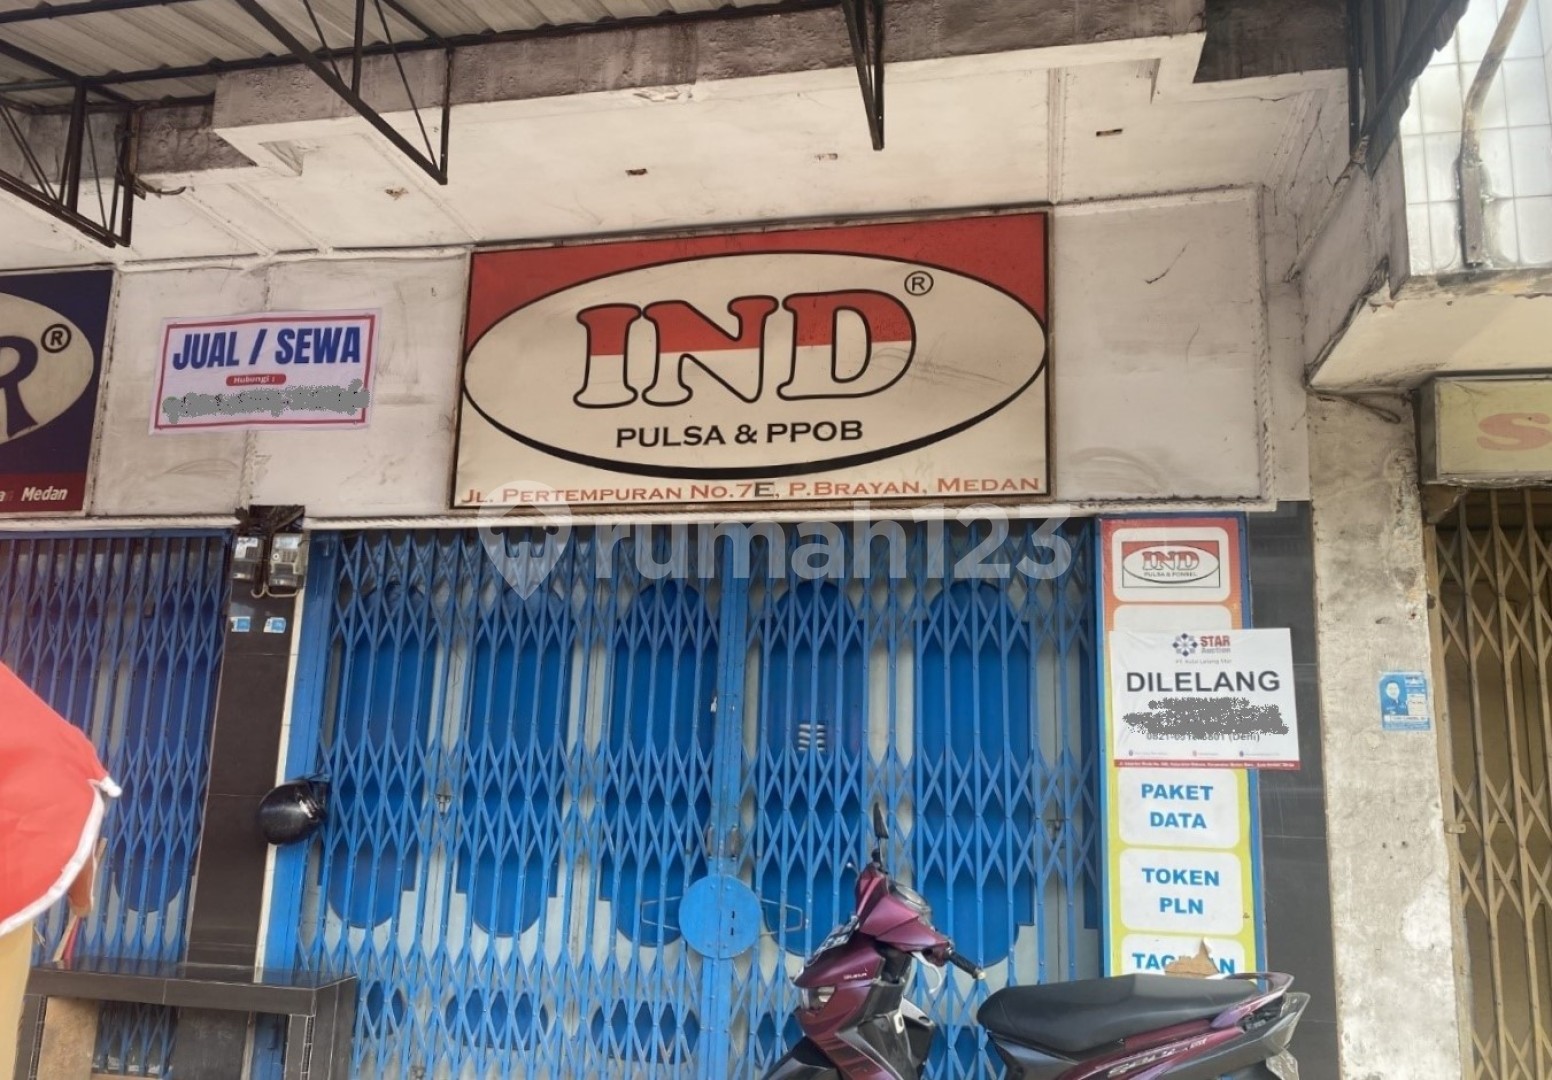 JUAL / SEWA
Hubungi :
R®
Medan
IND®
PULSA & PPOB
JL. PERTEMPURAN NO.7E, P.BRAYAN, MEDAN
rumah123
IND
PULSA & PONSEL
STAR
Auction
DILELANG
PAKET
DATA
TOKEN
PLN
S